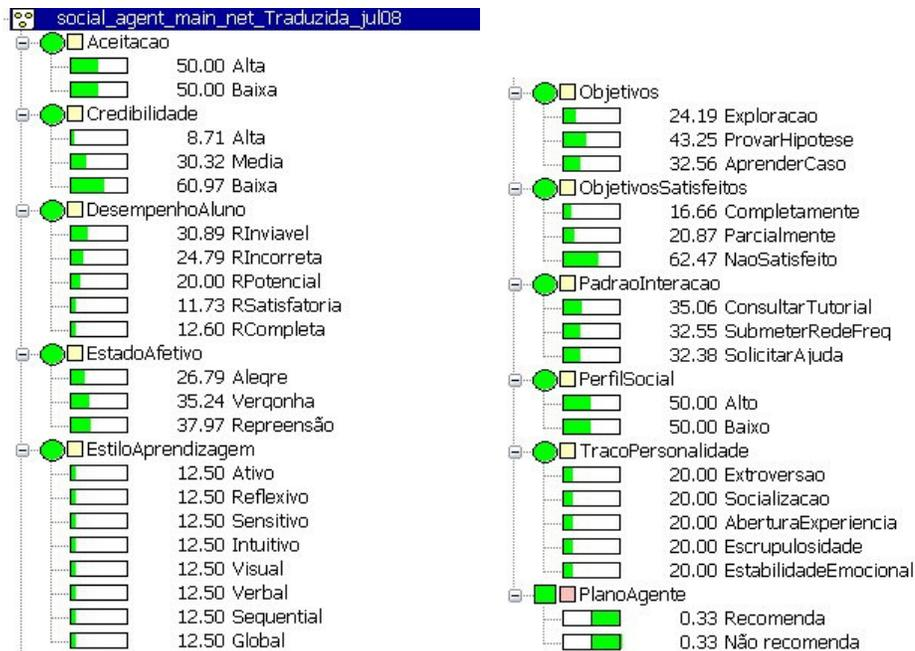 social_agent_main_net_Traduzida_jul08
Aceitacao
50.00 Alta
50.00 Baixa
Credibilidade
8.71 Alta
30.32 Media
60.97 Baixa
DesempenhoAluno
30.89 RInviavel
24.79 RIncorreta
20.00 RPotencial
11.73 RSatisfatoria
12.60 RCompleta
EstadoAfetivo
26.79 Alegre
35.24 Vergonha
37.97 Repreensão
EstiloAprendizagem
12.50 Ativo
12.50 Reflexivo
12.50 Sensitivo
12.50 Intuitivo
12.50 Visual
12.50 Verbal
12.50 Sequential
12.50 Global
Objetivos
24.19 Exploracao
43.25 ProvarHipotese
32.56 AprenderCaso
ObjetivosSatisfeitos
16.66 Completamente
20.87 Parcialmente
62.47 NaoSatisfeito
PadraoInteracao
35.06 ConsultarTutorial
32.55 SubmeterRedeFreq
32.38 SolicitarAjuda
PerfilSocial
50.00 Alto
50.00 Baixo
TracoPersonalidade
20.00 Extroversao
20.00 Socializacao
20.00 AberturaExperiencia
20.00 Escrupulosidade
20.00 EstabilidadeEmocional
PlanoAgente
0.33 Recomenda
0.33 Não recomenda